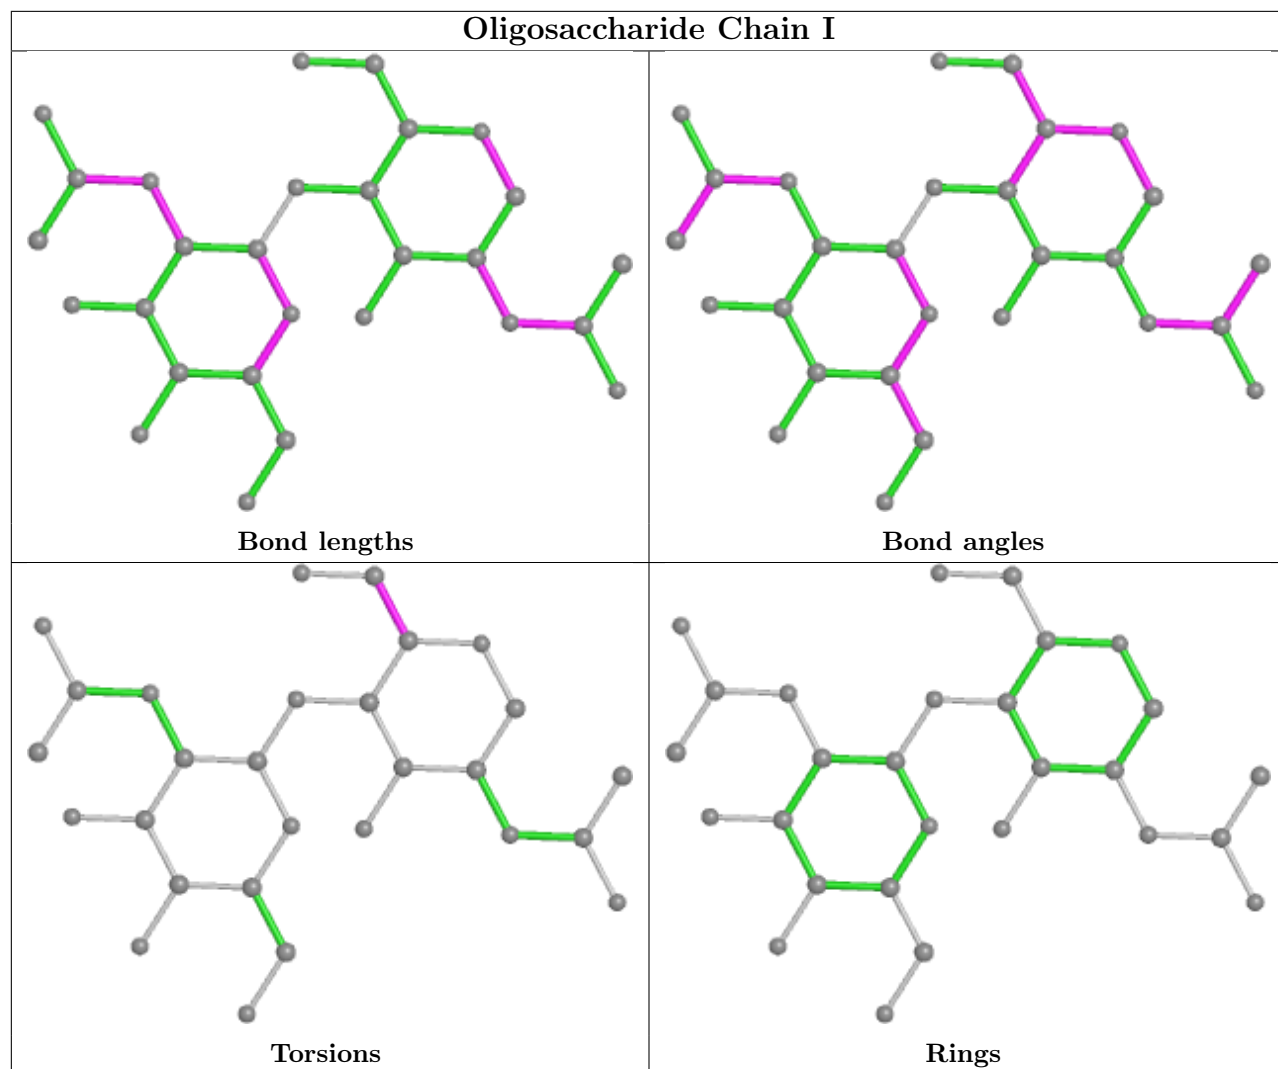 Oligosaccharide Chain I
Bond lengths
Bond angles
Torsions
Rings